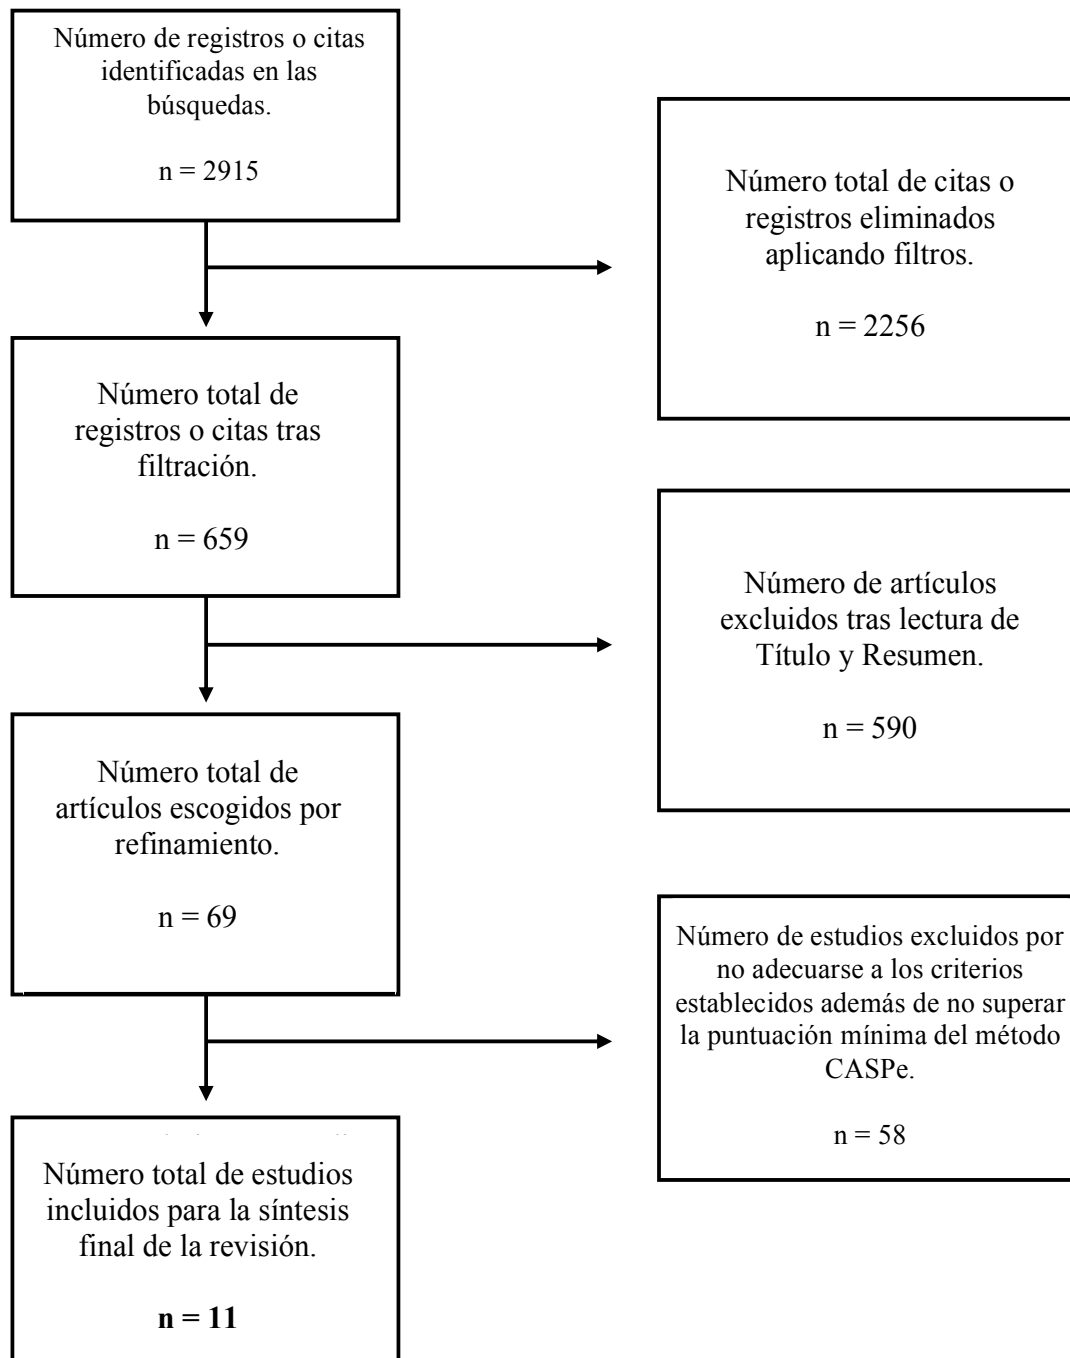 Número de registros o citas
identificadas en las
búsquedas.
n = 2915
Número total de citas o
registros eliminados
aplicando filtros.
n = 2256
Número total de
registros o citas tras
filtración.
n = 659
Número de artículos
excluidos tras lectura de
Título y Resumen.
n = 590
Número total de
artículos escogidos por
refinamiento.
n = 69
Número de estudios excluidos por
no adecuarse a los criterios
establecidos además de no superar
la puntuación mínima del método
CASPe.
n = 58
Número total de estudios
incluidos para la síntesis
final de la revisión.
n = 11